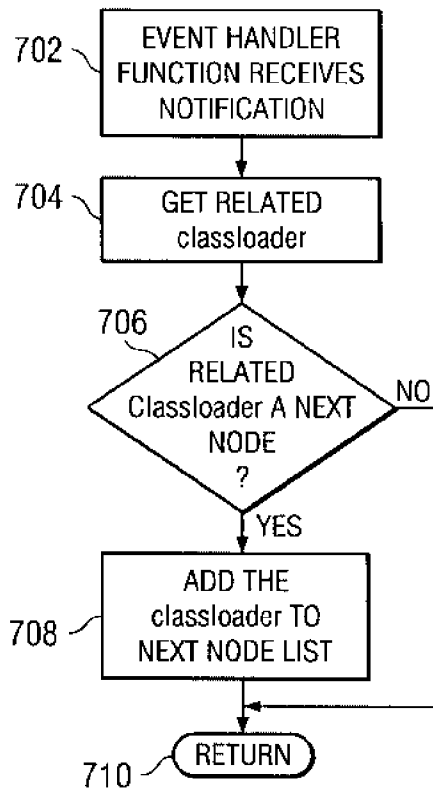 702
EVENT HANDLER
FUNCTION RECEIVES
NOTIFICATION
704
GET RELATED
classloader
706
IS
RELATED
Classloader A NEXT
NODE
?
NO
YES
708
ADD THE
classloader TO
NEXT NODE LIST
710
RETURN